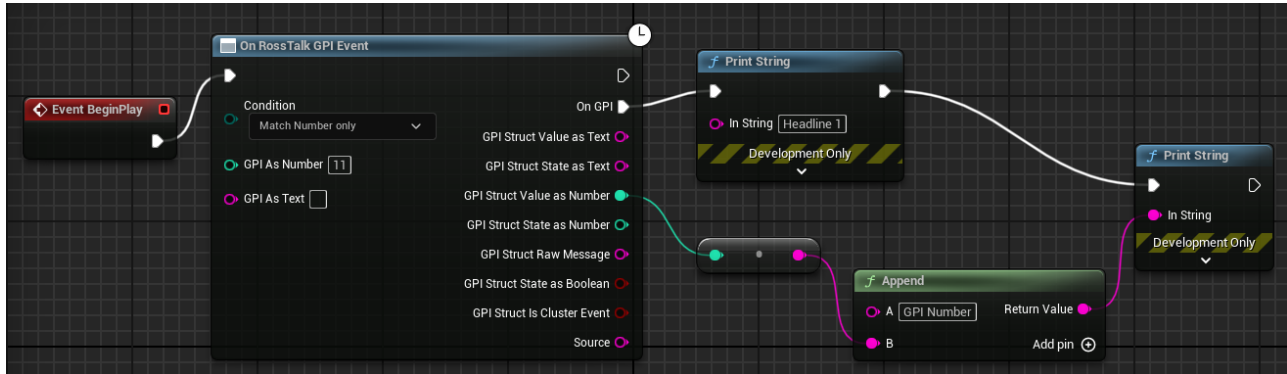 On RossTalk GPI Event
Print String
Event BeginPlay
Condition
Match Number only
On GPI
In String Headline 1
GPI Struct Value as Text
Development Only
GPI As Number 11
GPI Struct State as Text
Print String
GPI As Text
GPI Struct Value as Number
In String
GPI Struct State as Number
Development Only
GPI Struct Raw Message
GPI Struct State as Boolean
Append
GPI Struct Is Cluster Event
A GPI Number Return Value
Source
B Add pin